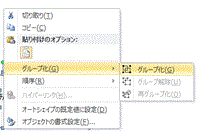 切り取り(T)
コピー(C)
貼り付けのオプション:
グループ化(G)
順序(R)
ハイパーリンク(H)...
オートシェイプの既定値に設定(D)
オブジェクトの書式設定(F)...
グループ化(G)
グループ解除(U)
再グループ化(O)